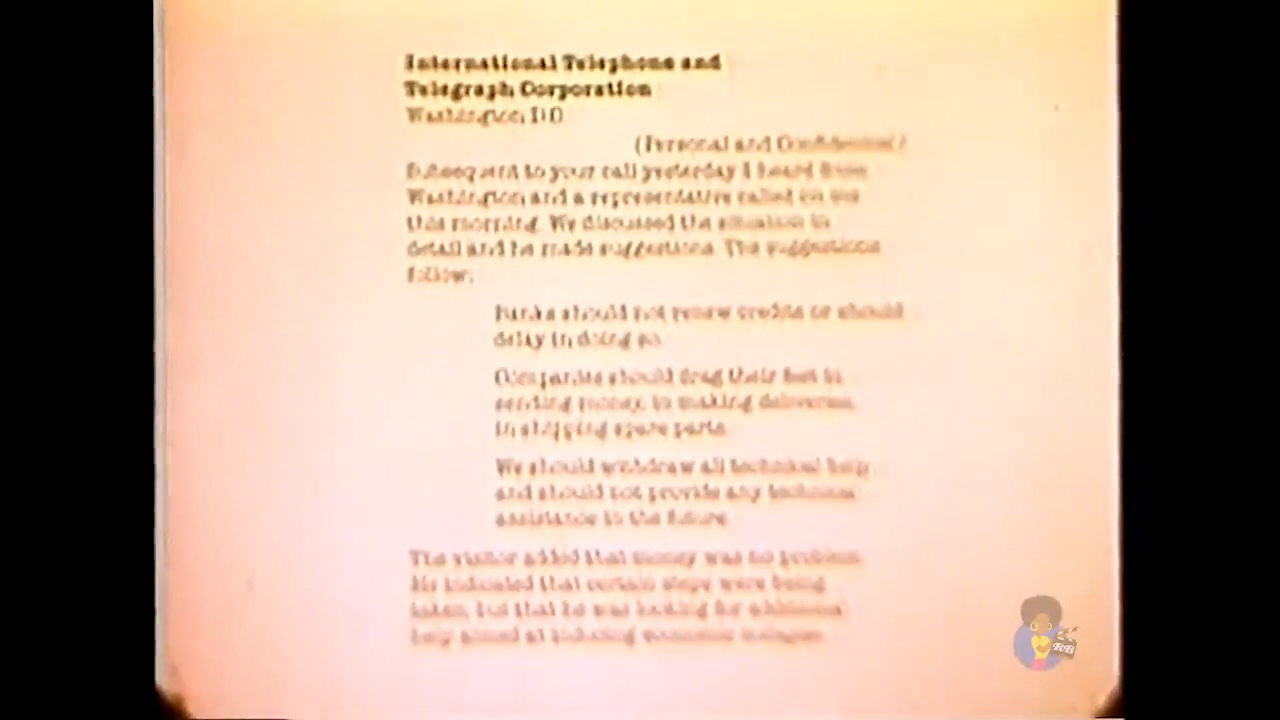 International Telephone and
Telegraph Corporation
Washington D.C.
(Personal and Confidential)
Subsequent to your call yesterday I heard from
Washington and a representative called on me
this morning. We discussed the situation in
detail and he made suggestions. The suggestions
follow:
Banks should not renew credits or should
delay in doing so.
Companies should drag their feet in
sending money, in making deliveries,
in shipping spare parts.
We should withdraw all technical help
and should not provide any technical
assistance in the future.
The visitor added that money was no problem.
He indicated that certain steps were being
taken, but that he was looking for additional
help aimed at inducing economic collapse.
RB